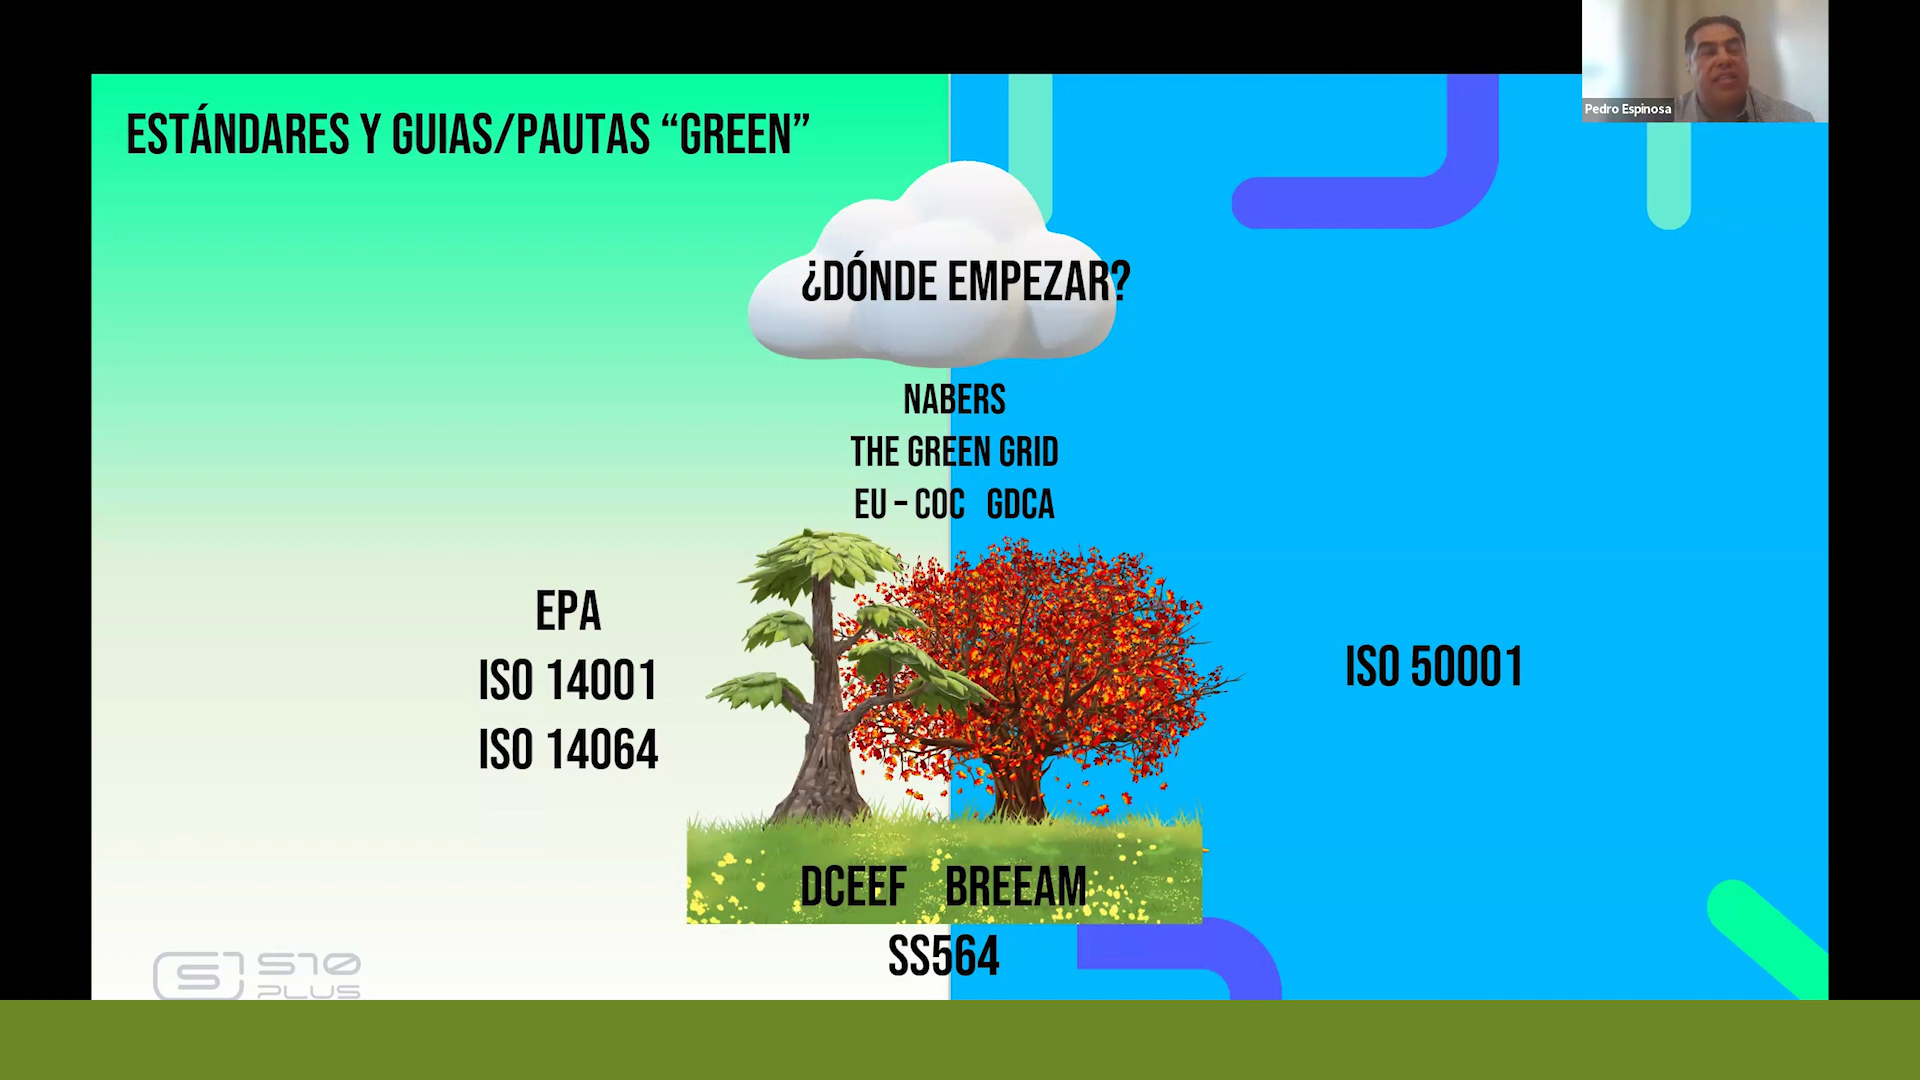 Pedro Espinosa
ESTÁNDARES Y GUIAS/PAUTAS “GREEN”
¿DÓNDE EMPEZAR?
NABERS
THE GREEN GRID
EU – COC GDCA
EPA
ISO 14001
ISO 14064
ISO 50001
DCEEF BREEAM
SS564
S10
PLUS